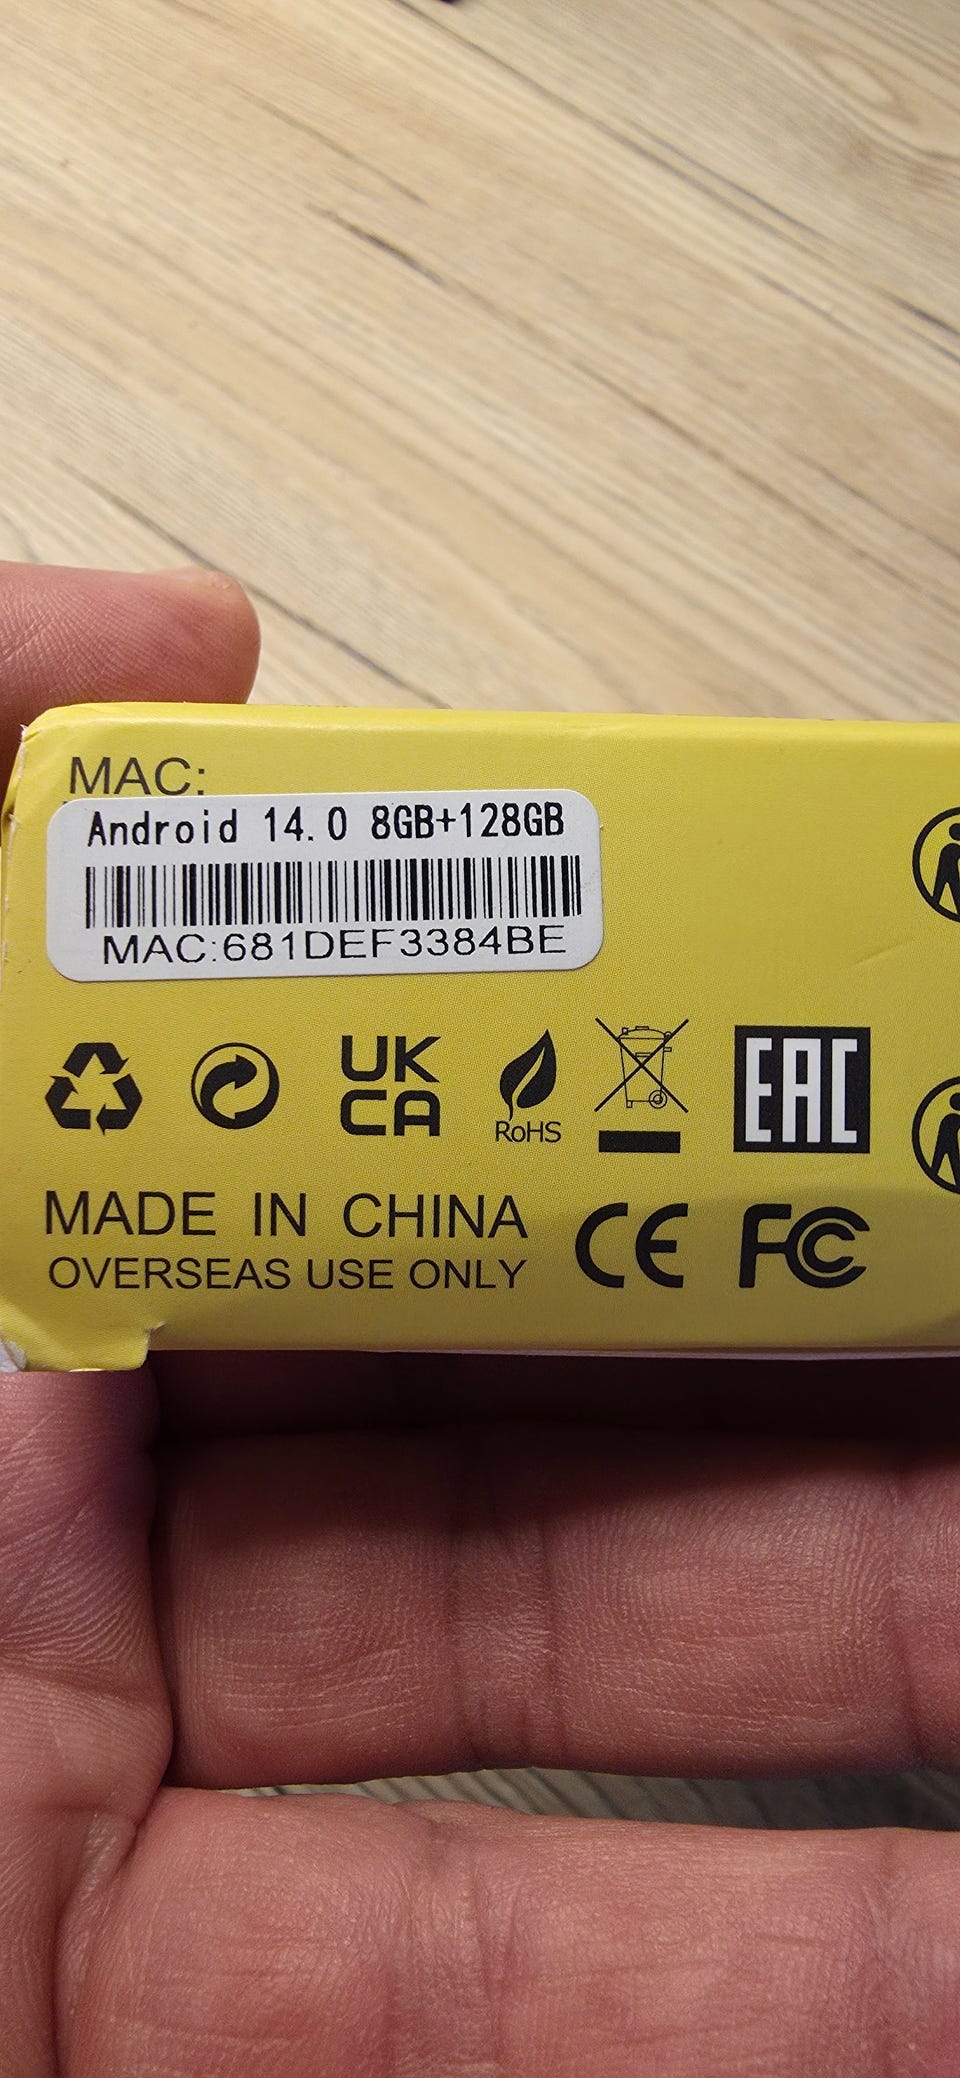 MAC:
Android 14.0 8GB+128GB
MAC:681DEF3384BE
UK
CA
RoHS
EAC
MADE IN CHINA
OVERSEAS USE ONLY
CE FC